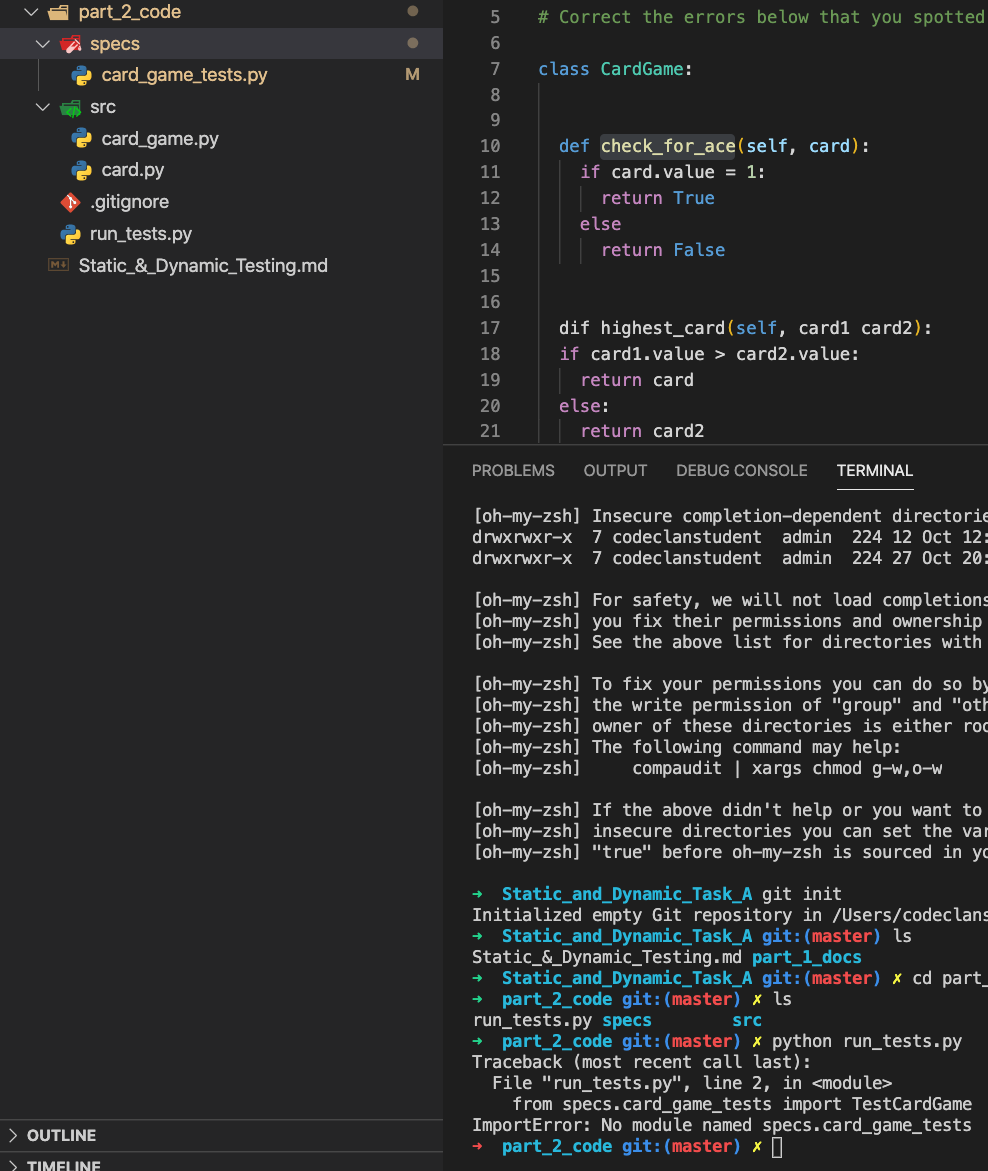 part_2_code
specs
card_game_tests.py M
src
card_game.py
card.py
.gitignore
run_tests.py
Static_&_Dynamic_Testing.md
OUTLINE
TIMELINE
5 # Correct the errors below that you spotted
6
7 class CardGame:
8
9
10 def check_for_ace(self, card):
11 if card.value = 1:
12 return True
13 else
14 return False
15
16
17 dif highest_card(self, card1 card2):
18 if card1.value > card2.value:
19 return card
20 else:
21 return card2
PROBLEMS OUTPUT DEBUG CONSOLE TERMINAL
[oh-my-zsh] Insecure completion-dependent directorie
drwxrwxr-x 7 codeclanstudent admin 224 12 Oct 12:
drwxrwxr-x 7 codeclanstudent admin 224 27 Oct 20:
[oh-my-zsh] For safety, we will not load completions
[oh-my-zsh] you fix their permissions and ownership
[oh-my-zsh] See the above list for directories with
[oh-my-zsh] To fix your permissions you can do so by
[oh-my-zsh] the write permission of "group" and "oth
[oh-my-zsh] owner of these directories is either roo
[oh-my-zsh] The following command may help:
[oh-my-zsh] compaudit | xargs chmod g-w,o-w
[oh-my-zsh] If the above didn't help or you want to
[oh-my-zsh] insecure directories you can set the var
[oh-my-zsh] "true" before oh-my-zsh is sourced in yo
➜ Static_and_Dynamic_Task_A git init
Initialized empty Git repository in /Users/codeclans
➜ Static_and_Dynamic_Task_A git:(master) ls
Static_&_Dynamic_Testing.md part_1_docs
➜ Static_and_Dynamic_Task_A git:(master) ✗ cd part_
➜ part_2_code git:(master) ✗ ls
run_tests.py specs src
➜ part_2_code git:(master) ✗ python run_tests.py
Traceback (most recent call last):
File "run_tests.py", line 2, in <module>
from specs.card_game_tests import TestCardGame
ImportError: No module named specs.card_game_tests
➜ part_2_code git:(master) ✗